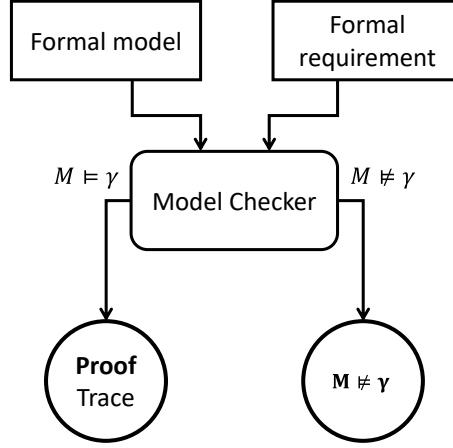 Formal model
Formal
requirement
M ⊨ γ
M ⊭ γ
Model Checker
Proof
Trace
M ⊭ γ